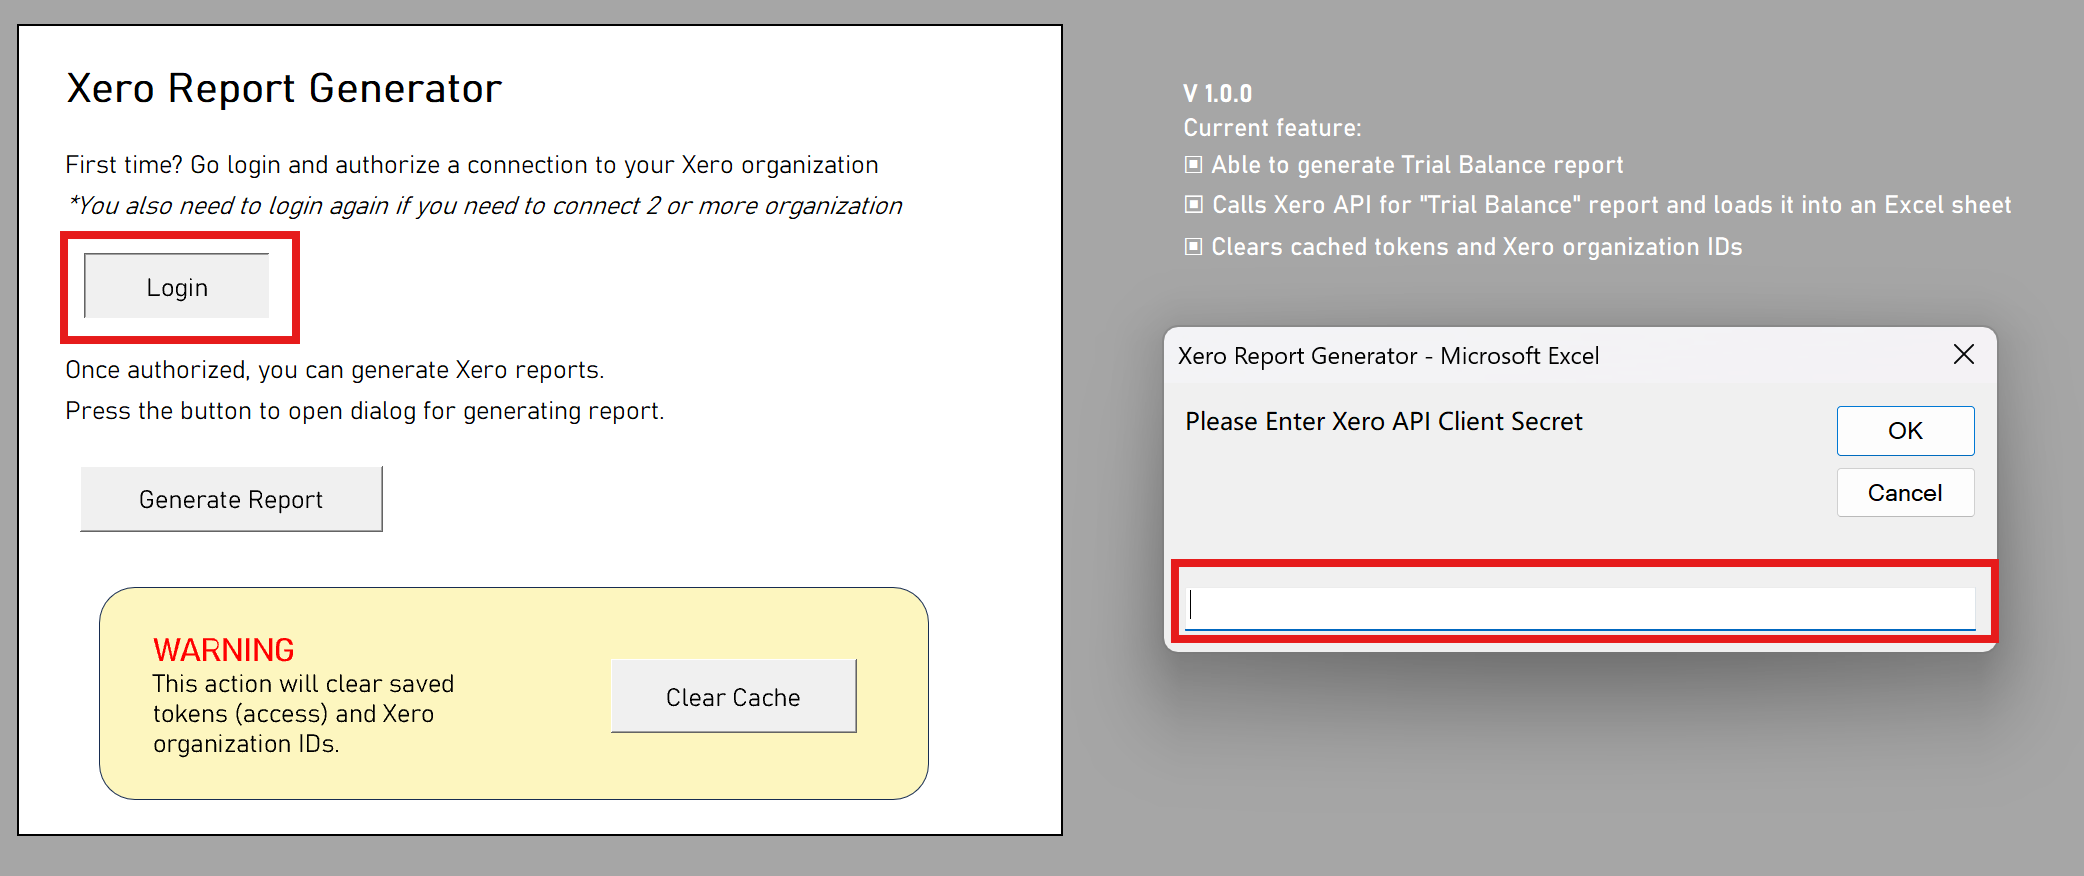 Xero Report Generator
First time? Go login and authorize a connection to your Xero organization
*You also need to login again if you need to connect 2 or more organization
Login
Once authorized, you can generate Xero reports.
Press the button to open dialog for generating report.
Generate Report
WARNING
This action will clear saved
tokens (access) and Xero
organization IDs.
Clear Cache
V 1.0.0
Current feature:
Able to generate Trial Balance report
Calls Xero API for "Trial Balance" report and loads it into an Excel sheet
Clears cached tokens and Xero organization IDs
Xero Report Generator - Microsoft Excel
Please Enter Xero API Client Secret
OK
Cancel